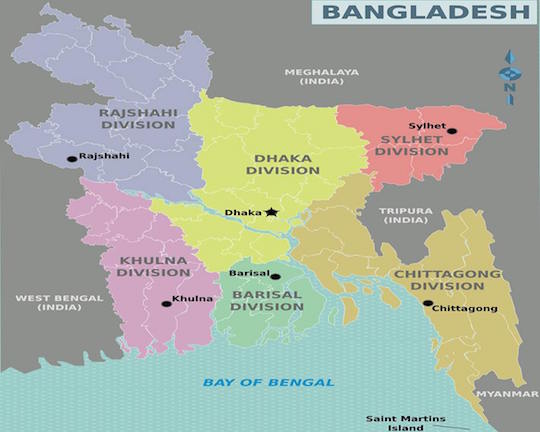 BANGLADESH
MEGHALAYA
(INDIA)
N
RAJSHAHI
DIVISION
Sylhet
SYLHET
DIVISION
Rajshahi
DHAKA
DIVISION
Dhaka
TRIPURA
(INDIA)
KHULNA
DIVISION
Barisal
CHITTAGONG
DIVISION
WEST BENGAL
(INDIA)
Khulna
BARISAL
DIVISION
Chittagong
BAY OF BENGAL
MYANMAR
Saint Martins
Island